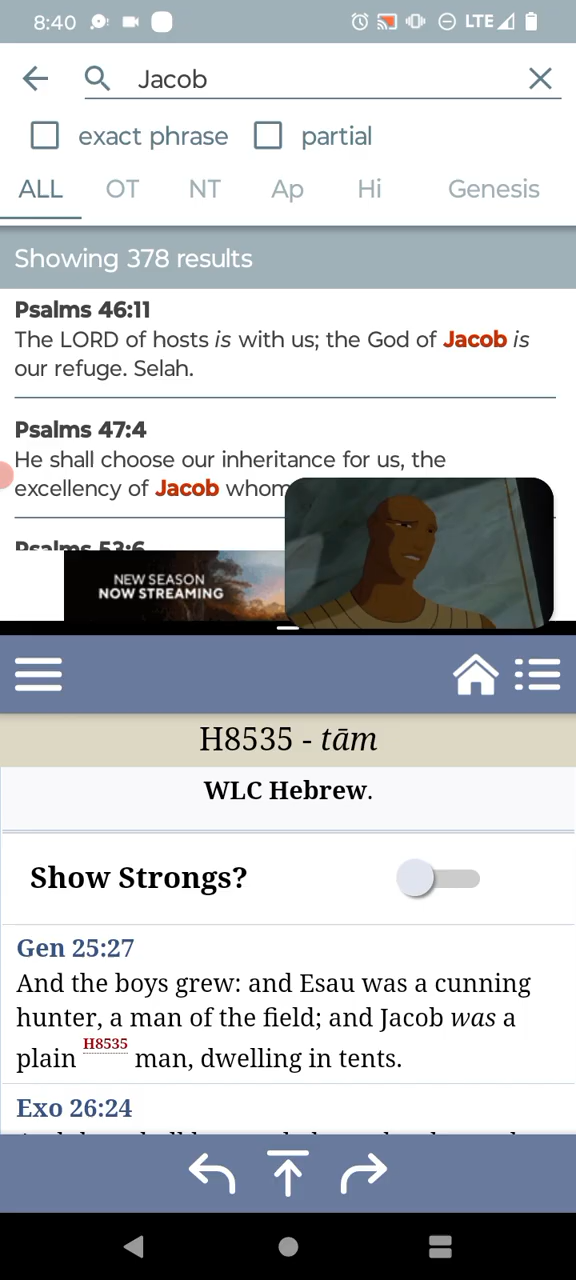 8:40 LTE
Jacob
exact phrase partial
ALL OT NT Ap Hi Genesis
Showing 378 results
Psalms 46:11
The LORD of hosts is with us; the God of Jacob is
our refuge. Selah.
Psalms 47:4
He shall choose our inheritance for us, the
excellency of Jacob whom
Psalms 53:6
NEW SEASON
NOW STREAMING
H8535 - tām
WLC Hebrew.
Show Strongs?
Gen 25:27
And the boys grew: and Esau was a cunning
hunter, a man of the field; and Jacob was a
plain H8535 man, dwelling in tents.
Exo 26:24